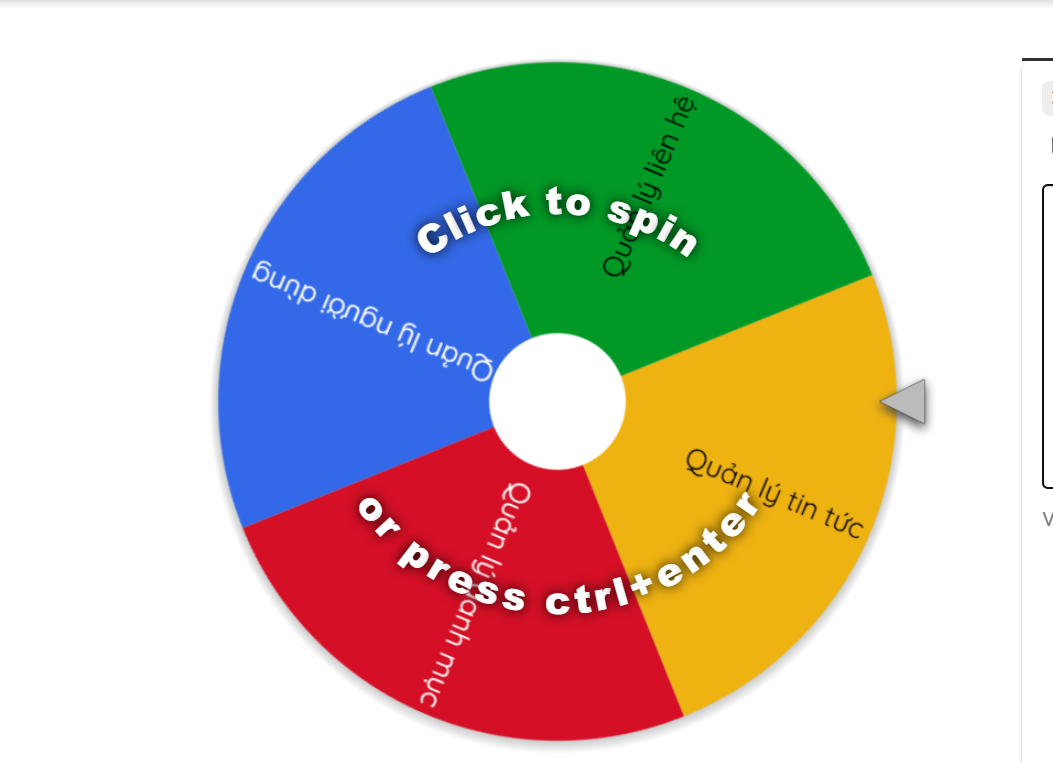 Click to spin
or press ctrl+enter
Quản lý liên hệ
Quản lý tin tức
Quản lý danh mục
Quản lý người dùng